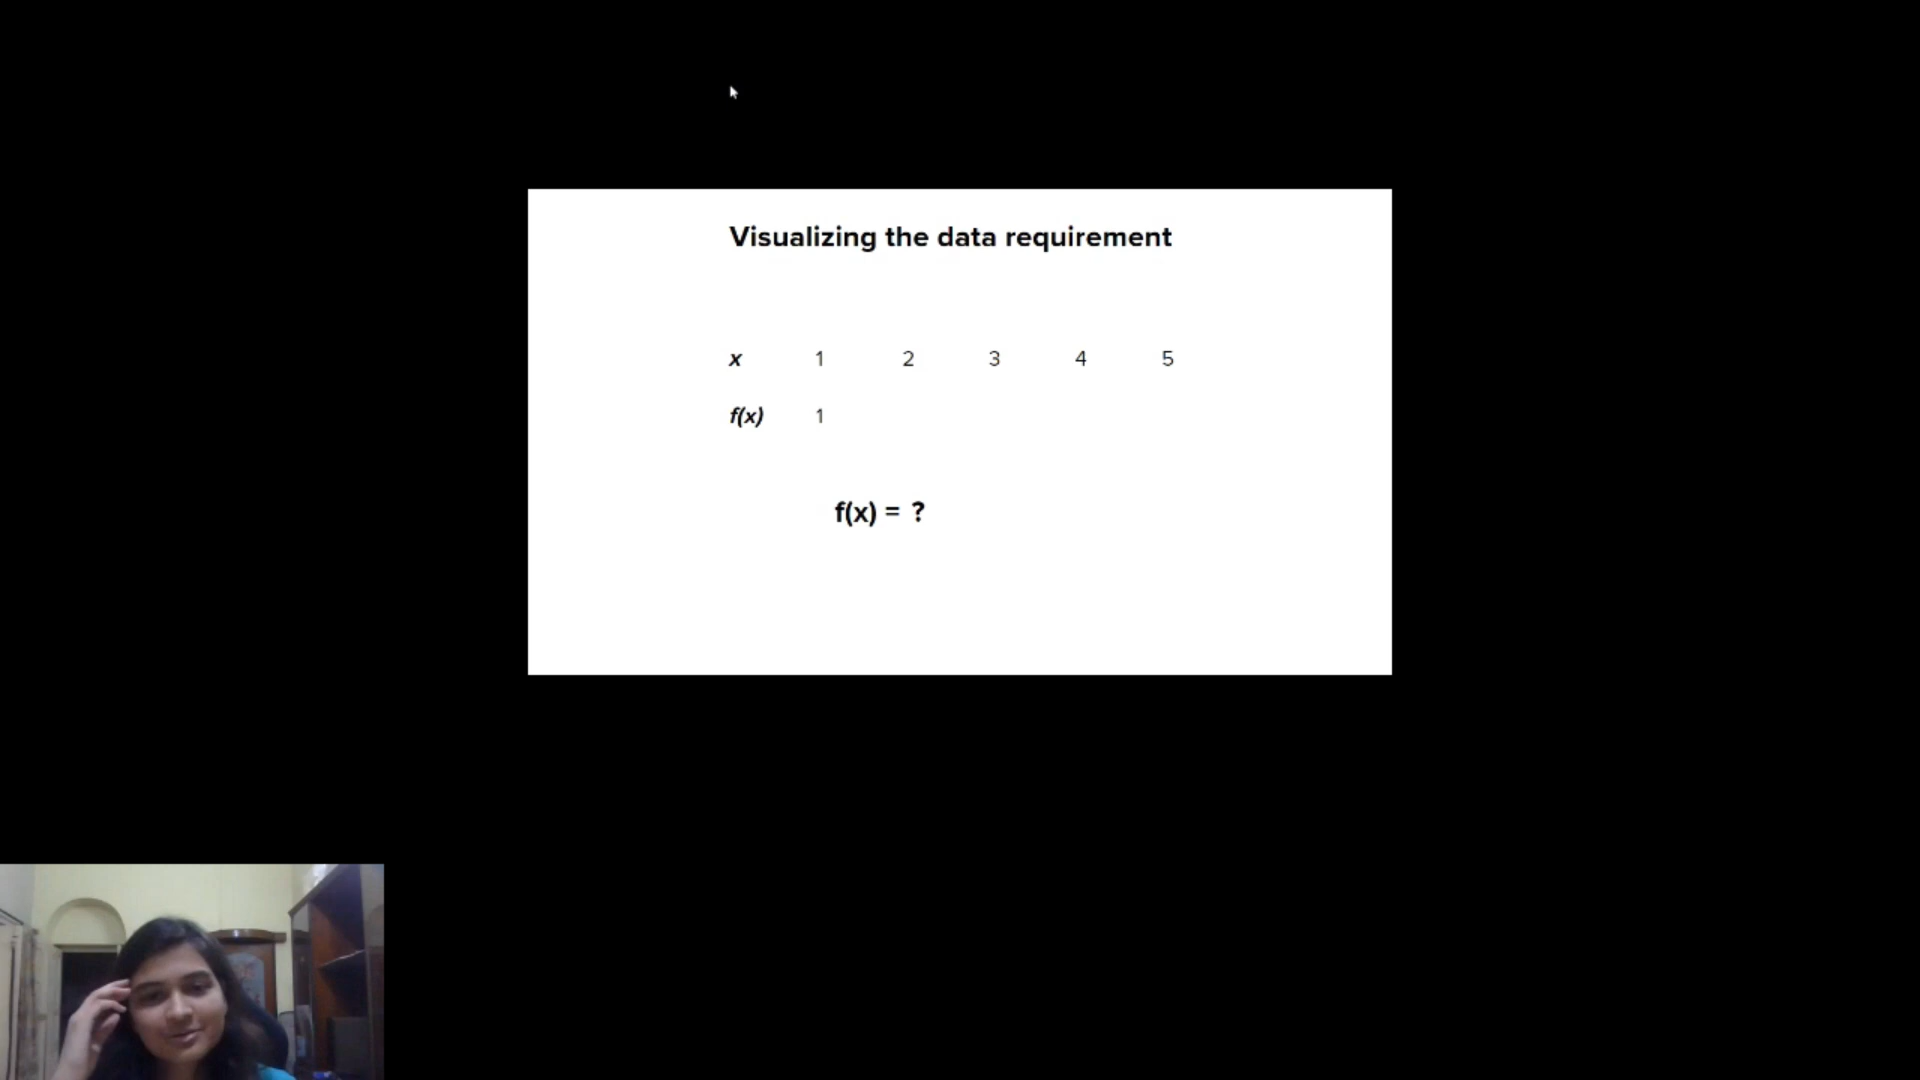 Visualizing the data requirement
x 1 2 3 4 5
f(x) 1
f(x) = ?